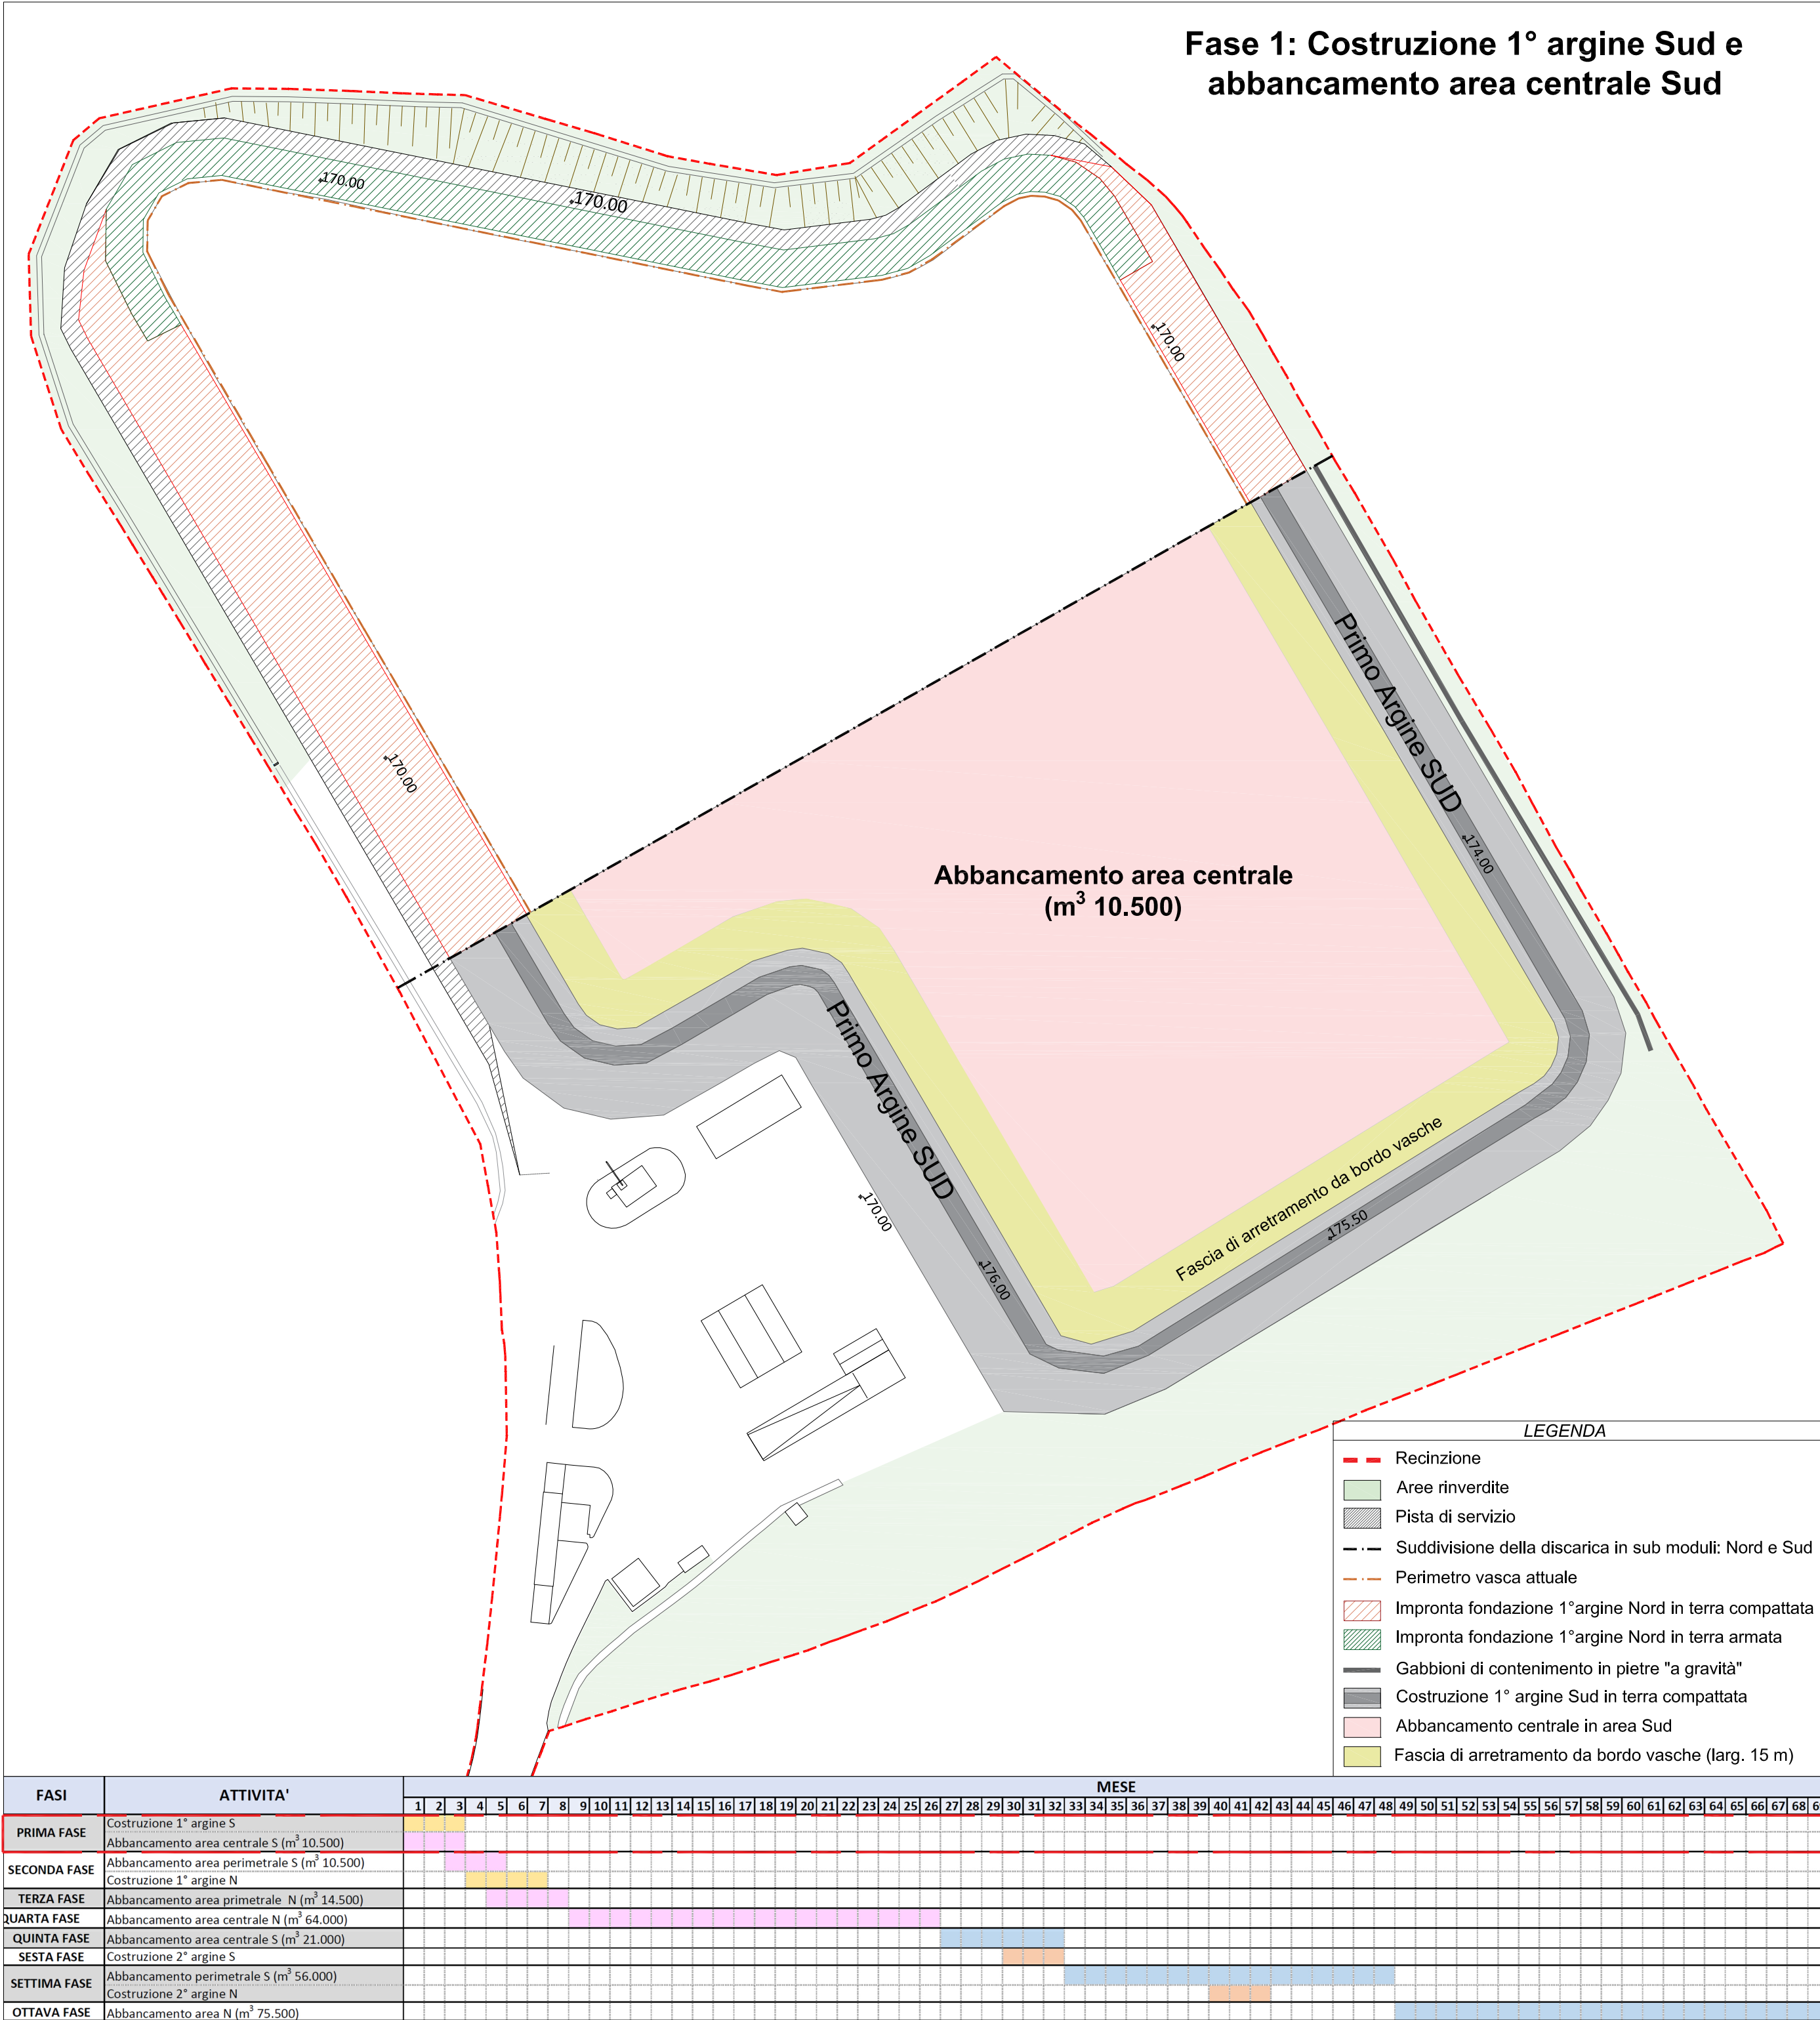 Fase 1: Costruzione 1° argine Sud e
abbancamento area centrale Sud
170.00
170.00
170.00
170.00
Primo Argine SUD
174.00
Abbancamento area centrale
(m³ 10.500)
Primo Argine SUD
170.00
176.00
Fascia di arretramento da bordo vasche
175.50
LEGENDA
Recinzione
Aree rinverdite
Pista di servizio
Suddivisione della discarica in sub moduli: Nord e Sud
Perimetro vasca attuale
Impronta fondazione 1°argine Nord in terra compattata
Impronta fondazione 1°argine Nord in terra armata
Gabbioni di contenimento in pietre "a gravità"
Costruzione 1° argine Sud in terra compattata
Abbancamento centrale in area Sud
Fascia di arretramento da bordo vasche (larg. 15 m)
FASI ATTIVITA' MESE
1 2 3 4 5 6 7 8 9 10 11 12 13 14 15 16 17 18 19 20 21 22 23 24 25 26 27 28 29 30 31 32 33 34 35 36 37 38 39 40 41 42 43 44 45 46 47 48 49 50 51 52 53 54 55 56 57 58 59 60 61 62 63 64 65 66 67 68
PRIMA FASE
Costruzione 1° argine S
Abbancamento area centrale S (m³ 10.500)
SECONDA FASE
Abbancamento area perimetrale S (m³ 10.500)
Costruzione 1° argine N
TERZA FASE Abbancamento area primetrale N (m³ 14.500)
QUARTA FASE Abbancamento area centrale N (m³ 64.000)
QUINTA FASE Abbancamento area centrale S (m³ 21.000)
SESTA FASE Costruzione 2° argine S
SETTIMA FASE
Abbancamento perimetrale S (m³ 56.000)
Costruzione 2° argine N
OTTAVA FASE Abbancamento area N (m³ 75.500)